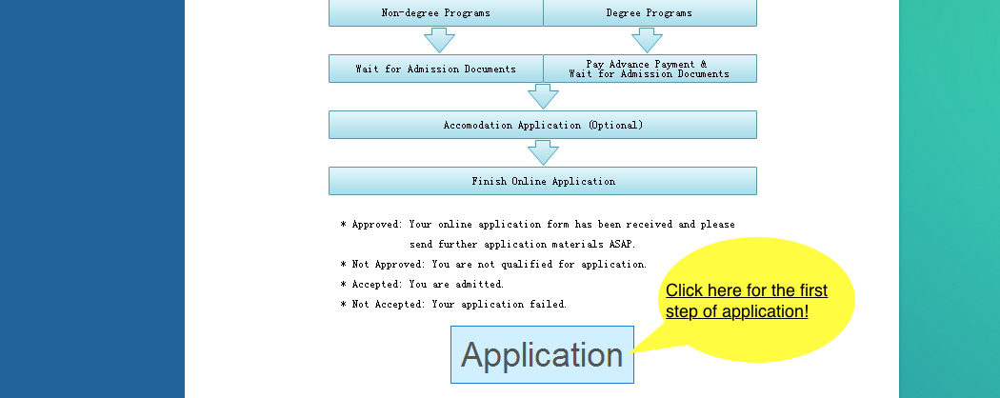 Non-degree Programs
Degree Programs
Wait for Admission Documents
Pay Advance Payment &
Wait for Admission Documents
Accomodation Application (Optional)
Finish Online Application
* Approved: Your online application form has been received and please
send further application materials ASAP.
* Not Approved: You are not qualified for application.
* Accepted: You are admitted.
* Not Accepted: Your application failed.
Click here for the first
step of application!
Application